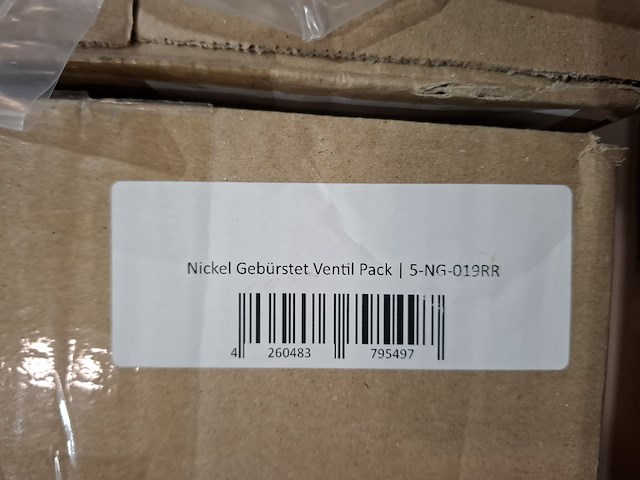 Nickel Gebürstet Ventil Pack | 5-NG-019RR
4 260483 795497